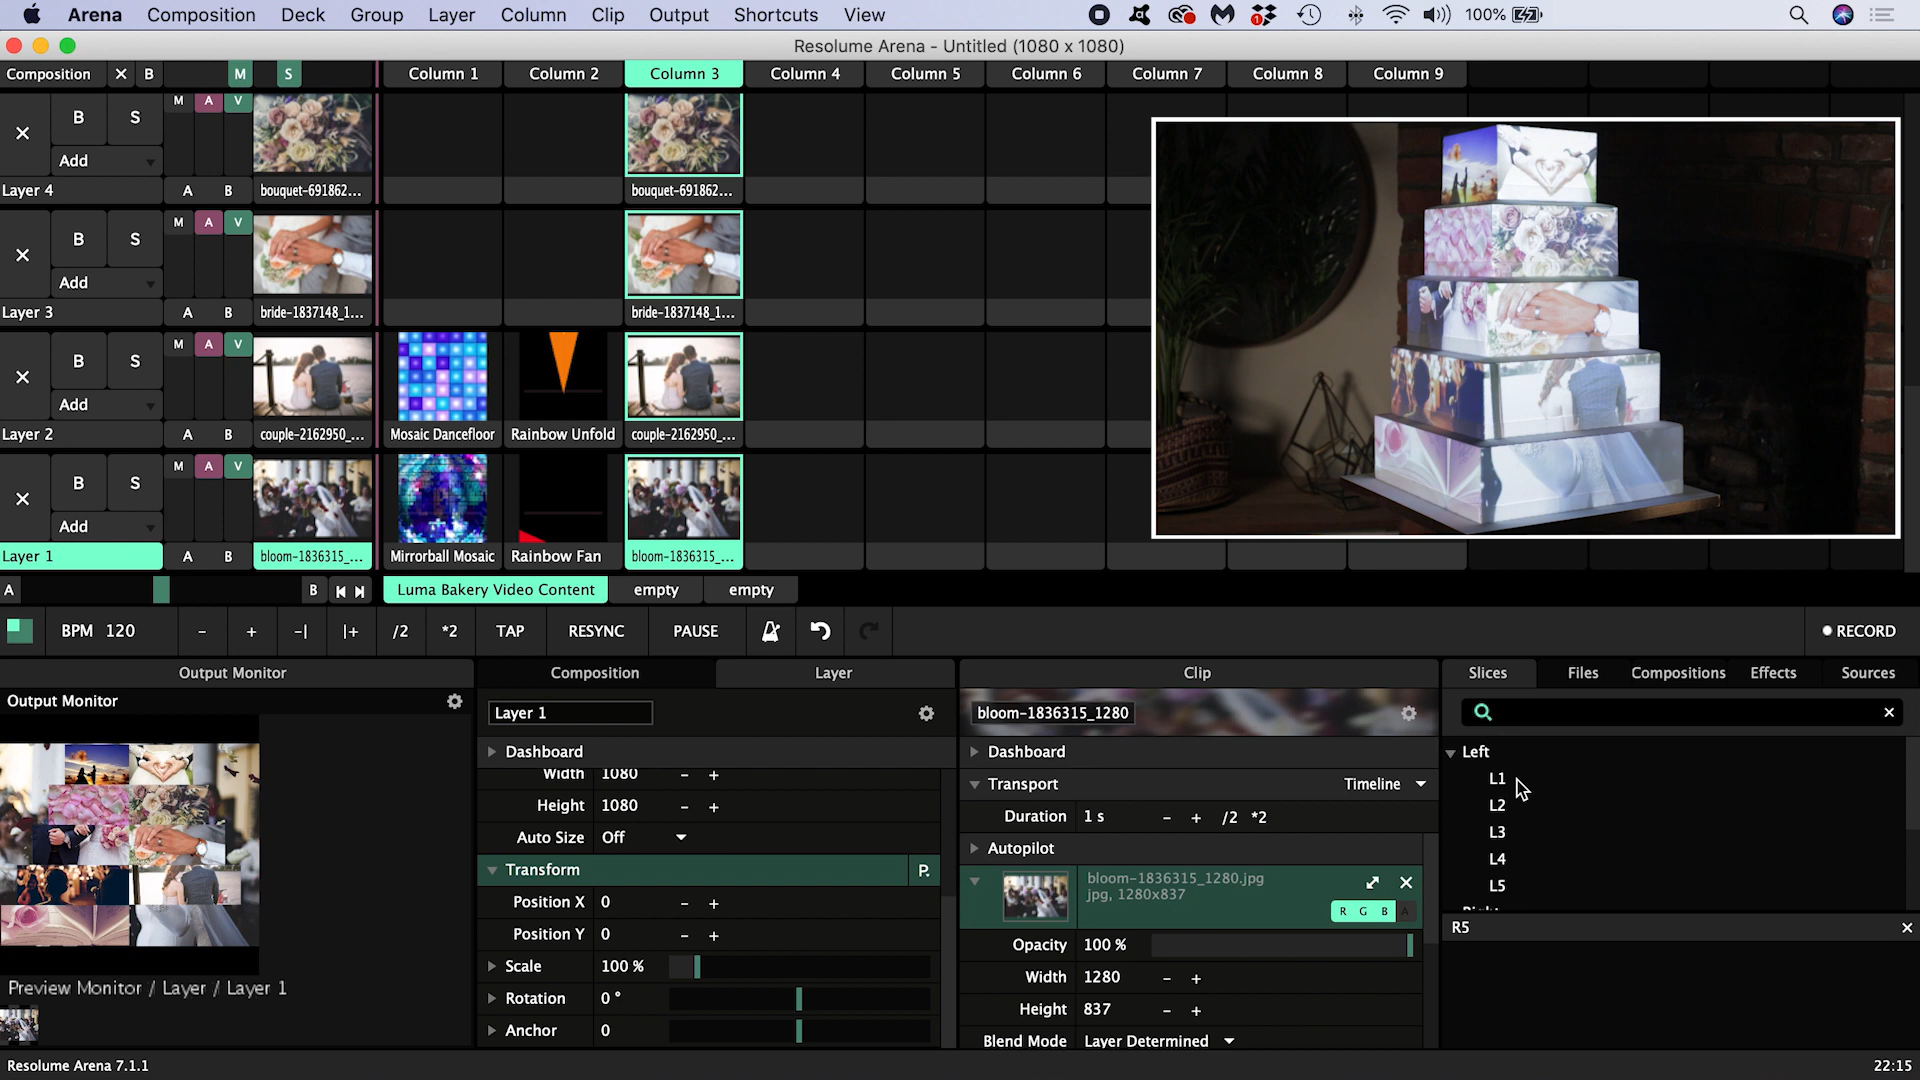 Arena Composition Deck Group Layer Column Clip Output Shortcuts View 1 100%
Resolume Arena - Untitled (1080 x 1080)
Composition X B M S Column 1 Column 2 Column 3 Column 4 Column 5 Column 6 Column 7 Column 8 Column 9
B S M A V
Add
Layer 4 A B bouquet-691862... bouquet-691862...
B S M A V
Add
Layer 3 A B bride-1837148_1... bride-1837148_1...
B S M A V
Add
Layer 2 A B couple-2162950_... Mosaic Dancefloor Rainbow Unfold couple-2162950_...
B S M A V
Add
Layer 1 A B bloom-1836315_... Mirrorball Mosaic Rainbow Fan bloom-1836315_...
A B Luma Bakery Video Content empty empty
BPM 120 - + -| |+ /2 *2 TAP RESYNC PAUSE RECORD
Output Monitor Composition Layer Clip Slices Files Compositions Effects Sources
Output Monitor
Layer 1
bloom-1836315_1280
Dashboard
Width 1080 - +
Height 1080 - +
Auto Size Off
Transform P.
Position X 0 - +
Position Y 0 - +
Scale 100 %
Rotation 0 °
Anchor 0
Dashboard
Transport Timeline
Duration 1 s - + /2 *2
Autopilot
bloom-1836315_1280.jpg
jpg, 1280x837
R G B A
Opacity 100 %
Width 1280 - +
Height 837 - +
Blend Mode Layer Determined
Left
L1
L2
L3
L4
L5
Right
R5
Preview Monitor / Layer / Layer 1
Resolume Arena 7.1.1 22:15